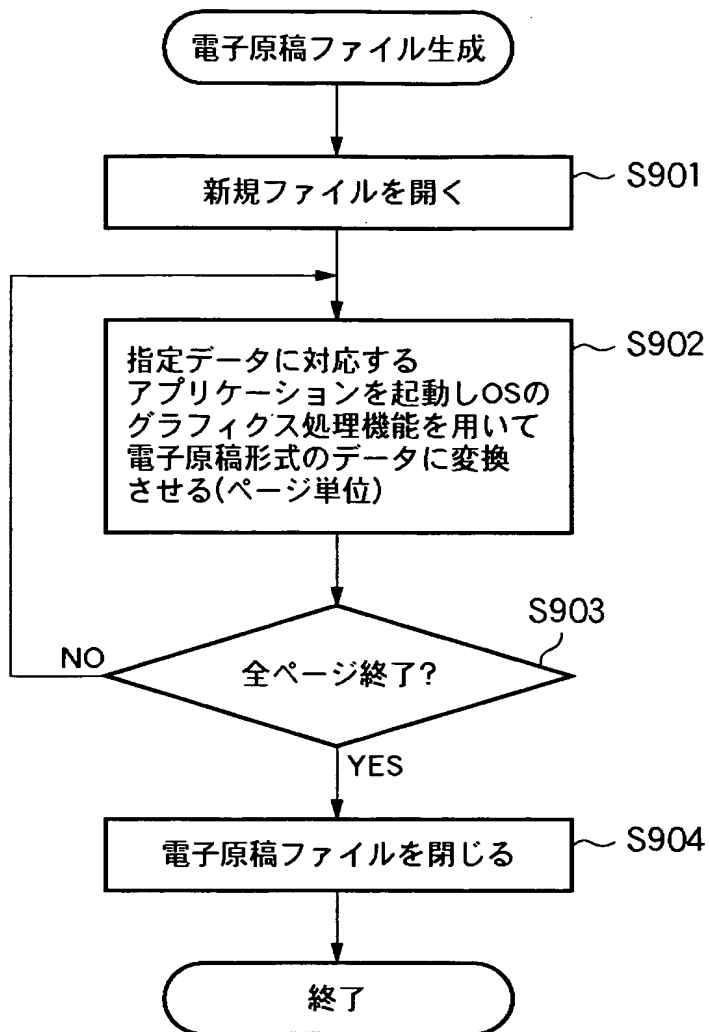 電子原稿ファイル生成
新規ファイルを開く
S901
指定データに対応する
アプリケーションを起動しOSの
グラフィクス処理機能を用いて
電子原稿形式のデータに変換
させる(ページ単位)
S902
S903
全ページ終了?
NO
YES
電子原稿ファイルを閉じる
S904
終了